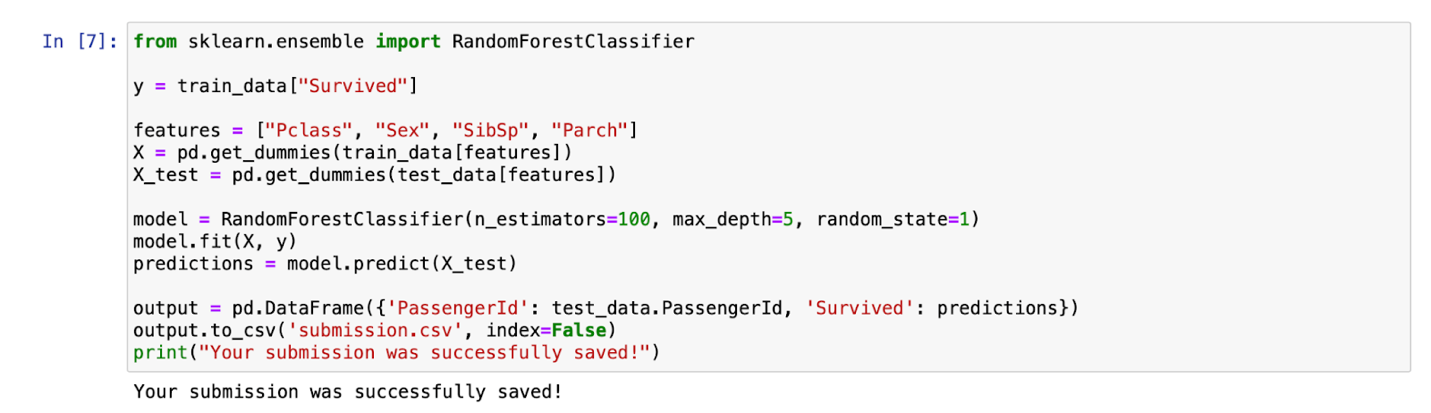 In [7]: from sklearn.ensemble import RandomForestClassifier
y = train_data["Survived"]
features = ["Pclass", "Sex", "SibSp", "Parch"]
X = pd.get_dummies(train_data[features])
X_test = pd.get_dummies(test_data[features])
model = RandomForestClassifier(n_estimators=100, max_depth=5, random_state=1)
model.fit(X, y)
predictions = model.predict(X_test)
output = pd.DataFrame({'PassengerId': test_data.PassengerId, 'Survived': predictions})
output.to_csv('submission.csv', index=False)
print("Your submission was successfully saved!")
Your submission was successfully saved!